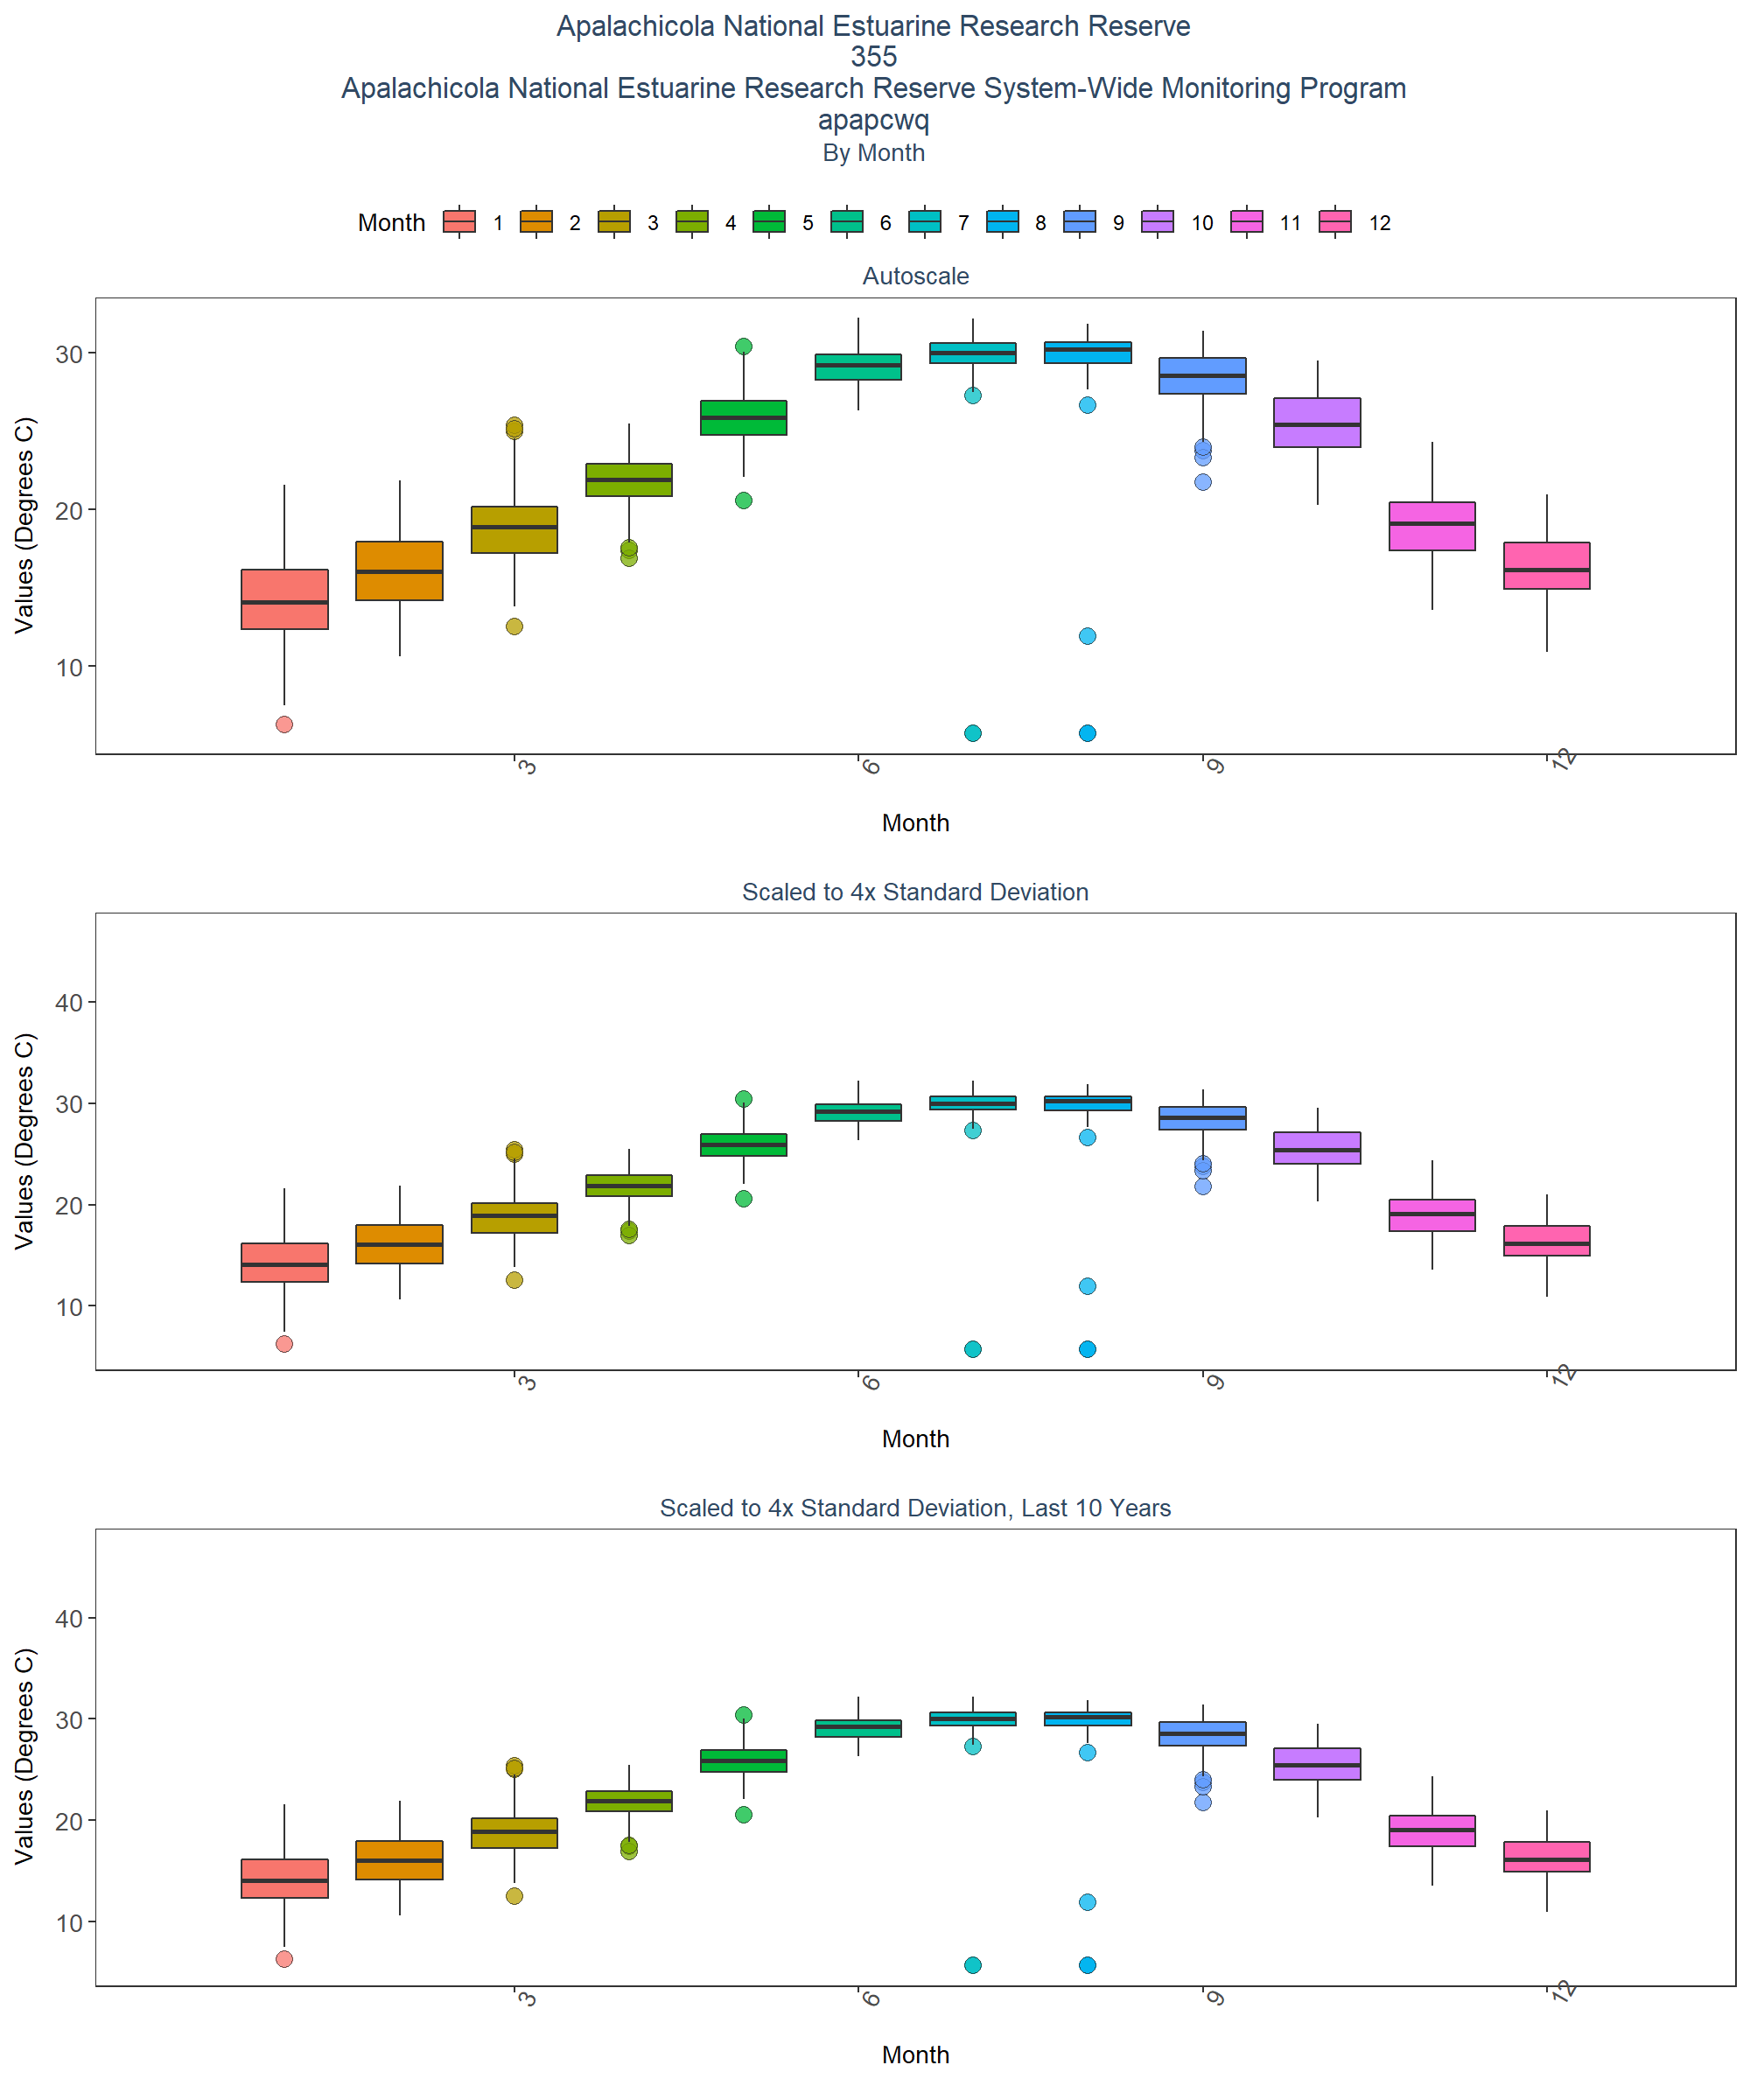 Apalachicola National Estuarine Research Reserve
355
Apalachicola National Estuarine Research Reserve System-Wide Monitoring Program
apapcwq
By Month
Month 1 2 3 4 5 6 7 8 9 10 11 12
Autoscale
Values (Degrees C)
30
20
10
3 6 9 12
Month
Scaled to 4x Standard Deviation
Values (Degrees C)
40
30
20
10
3 6 9 12
Month
Scaled to 4x Standard Deviation, Last 10 Years
Values (Degrees C)
40
30
20
10
3 6 9 12
Month